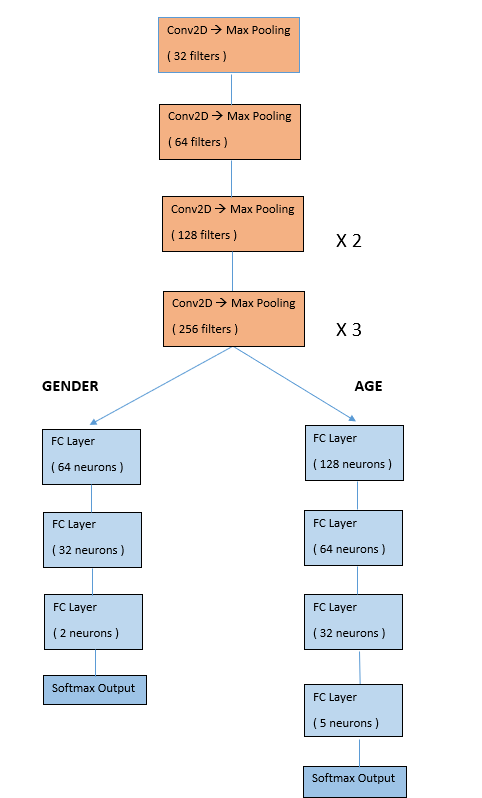 Conv2D → Max Pooling
( 32 filters )
Conv2D → Max Pooling
( 64 filters )
Conv2D → Max Pooling
( 128 filters )
X 2
Conv2D → Max Pooling
( 256 filters )
X 3
GENDER
FC Layer
( 64 neurons )
FC Layer
( 32 neurons )
FC Layer
( 2 neurons )
Softmax Output
AGE
FC Layer
( 128 neurons )
FC Layer
( 64 neurons )
FC Layer
( 32 neurons )
FC Layer
( 5 neurons )
Softmax Output